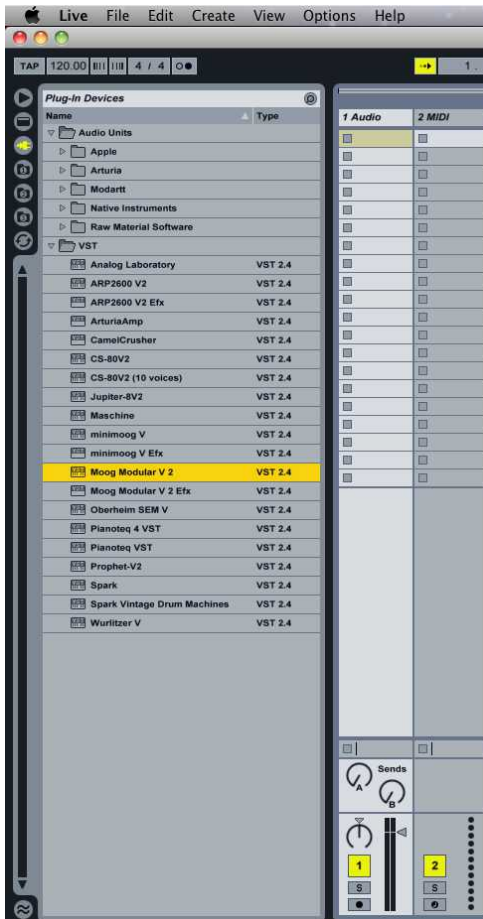 Live File Edit Create View Options Help
TAP 120.00 4 / 4 1 .
Plug-In Devices
Name Type
Audio Units
Apple
Arturia
Modartt
Native Instruments
Raw Material Software
VST
Analog Laboratory VST 2.4
ARP2600 V2 VST 2.4
ARP2600 V2 Efx VST 2.4
ArturiaAmp VST 2.4
CamelCrusher VST 2.4
CS-80V2 VST 2.4
CS-80V2 (10 voices) VST 2.4
Jupiter-8V2 VST 2.4
Maschine VST 2.4
minimoog V VST 2.4
minimoog V Efx VST 2.4
Moog Modular V 2 VST 2.4
Moog Modular V 2 Efx VST 2.4
Oberheim SEM V VST 2.4
Pianoteq 4 VST VST 2.4
Pianoteq VST VST 2.4
Prophet-V2 VST 2.4
Spark VST 2.4
Spark Vintage Drum Machines VST 2.4
Wurlitzer V VST 2.4
1 Audio 2 MIDI
Sends
A
B
1 2
S S